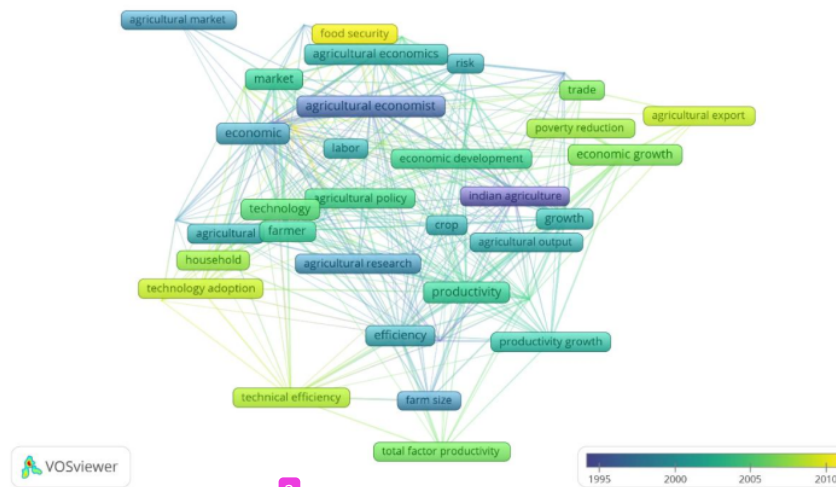 agricultural market
food security
agricultural economics
risk
market
trade
agricultural economist
agricultural export
economic
poverty reduction
labor
economic development
economic growth
indian agriculture
agricultural policy
technology
growth
crop
agricultural
farmer
agricultural output
household
agricultural research
technology adoption
productivity
efficiency
productivity growth
technical efficiency
farm size
total factor productivity
VOSviewer
1995 2000 2005 2010